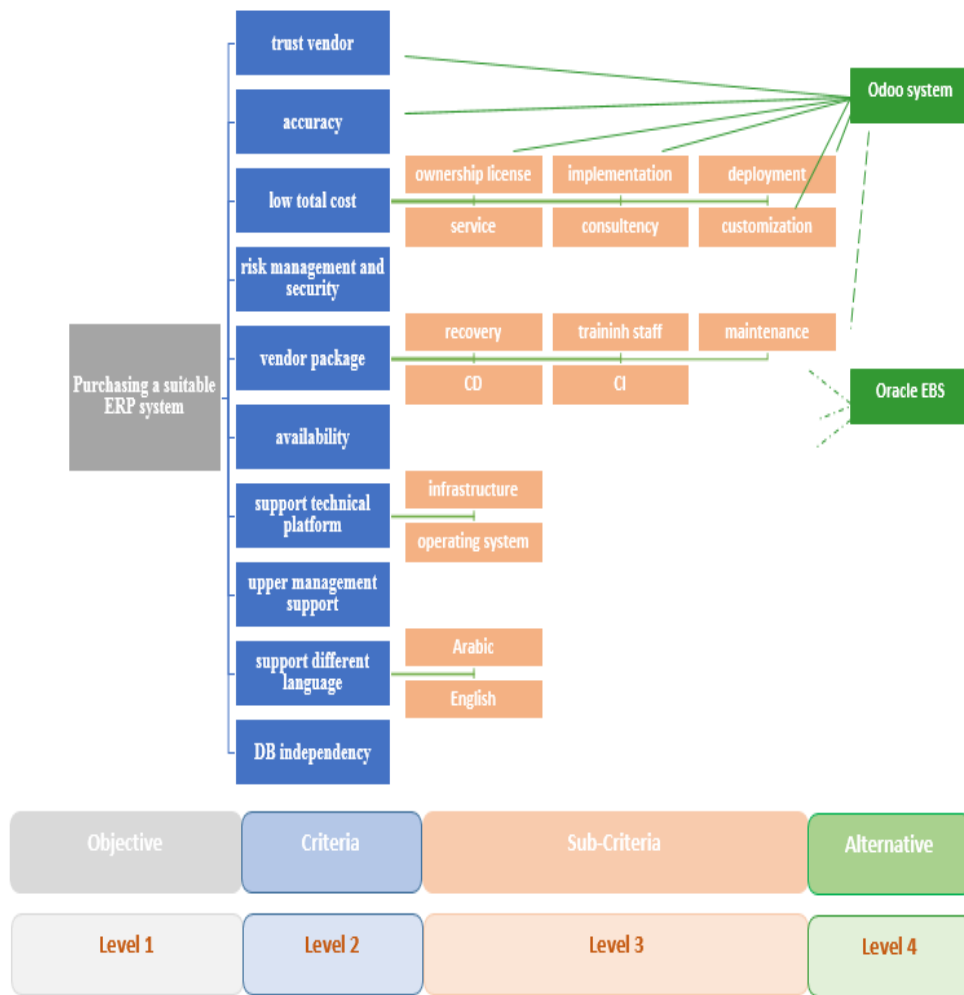 trust vendor
Odoo system
accuracy
ownership license
implementation
deployment
low total cost
service
consultency
customization
risk management and
security
Purchasing a suitable
ERP system
vendor package
recovery
traininh staff
maintenance
CD
CI
Oracle EBS
availability
support technical
platform
infrastructure
operating system
upper management
support
support different
language
Arabic
English
DB independency
Objective
Criteria
Sub-Criteria
Alternative
Level 1
Level 2
Level 3
Level 4